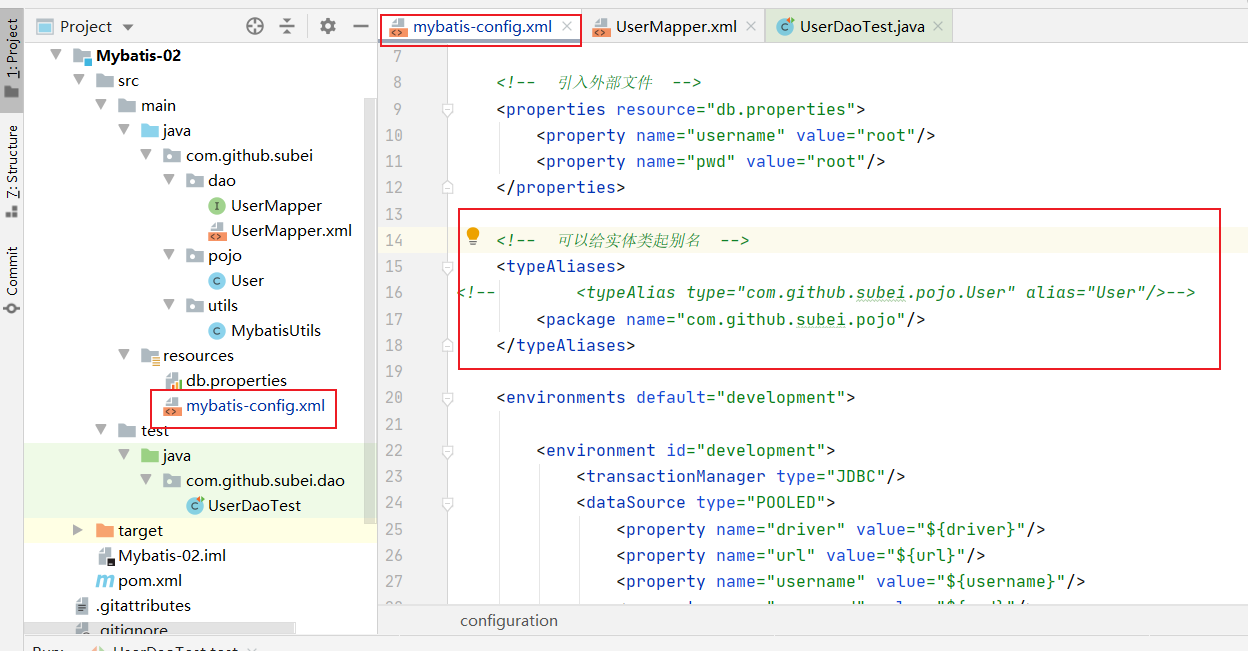 Project
mybatis-config.xml
UserMapper.xml
UserDaoTest.java
1: Project
Z: Structure
Commit
Mybatis-02
src
main
java
com.github.subei
dao
UserMapper
UserMapper.xml
pojo
User
utils
MybatisUtils
resources
db.properties
mybatis-config.xml
test
java
com.github.subei.dao
UserDaoTest
target
Mybatis-02.iml
pom.xml
.gitattributes
.gitignore
7
8 <!-- 引入外部文件 -->
9 <properties resource="db.properties">
10 <property name="username" value="root"/>
11 <property name="pwd" value="root"/>
12 </properties>
13
14 <!-- 可以给实体类起别名 -->
15 <typeAliases>
16 <!-- <typeAlias type="com.github.subei.pojo.User" alias="User"/>-->
17 <package name="com.github.subei.pojo"/>
18 </typeAliases>
19
20 <environments default="development">
21
22 <environment id="development">
23 <transactionManager type="JDBC"/>
24 <dataSource type="POOLED">
25 <property name="driver" value="${driver}"/>
26 <property name="url" value="${url}"/>
27 <property name="username" value="${username}"/>
configuration
Run:
UserDaoTest.test